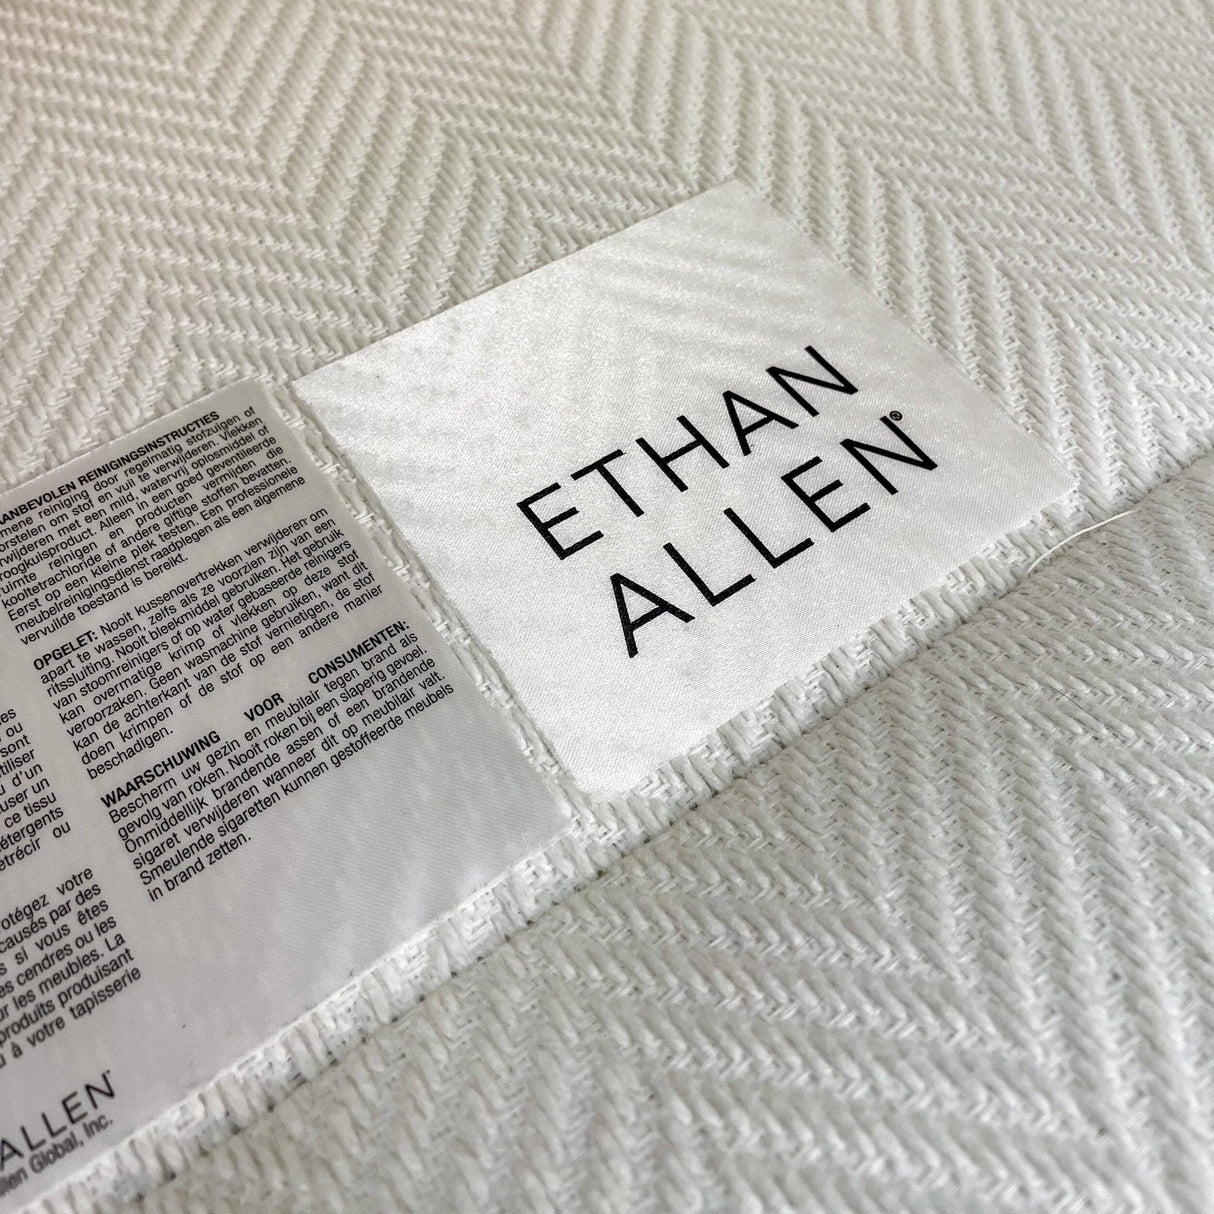 ETHAN
ALLEN®
AANBEVOLEN REINIGINGSINSTRUCTIES
mene reiniging door regelmatig stofzuigen of
orstelen om stof en vuil te verwijderen. Vlekken
rwijderen met een mild, watervrij oplosmiddel of
roogkuisproduct. Alleen in een goed geventileerde
ruimte reinigen en producten vermijden die
kooltetrachloride of andere giftige stoffen bevatten.
Eerst op een kleine plek testen. Een professionele
meubelreinigingsdienst raadplegen als een algemene
vervuilde toestand is bereikt.
OPGELET: Nooit kussenovertrekken verwijderen om
apart te wassen, zelfs als ze voorzien zijn van een
ritssluiting. Nooit bleekmiddel gebruiken. Het gebruik
van stoomreinigers of op water gebaseerde reinigers
kan overmatige krimp of vlekken op deze stof
veroorzaken. Geen wasmachine gebruiken, want dit
kan de achterkant van de stof vernietigen, de stof
doen krimpen of de stof op een andere manier
beschadigen.
WAARSCHUWING VOOR CONSUMENTEN:
Bescherm uw gezin en meubilair tegen brand als
gevolg van roken. Nooit roken bij een slaperig gevoel.
Onmiddellijk brandende assen of een brandende
sigaret verwijderen wanneer dit op meubilair valt.
Smeulende sigaretten kunnen gestoffeerde meubels
in brand zetten.
es
ou
sont
tiliser
u d'un
user un
ce tissu
étergents
étrécir ou
otégez votre
causés par des
s si vous êtes
es cendres ou les
ur les meubles. La
produits produisant
u à votre tapisserie
ALLEN
llen Global, Inc.